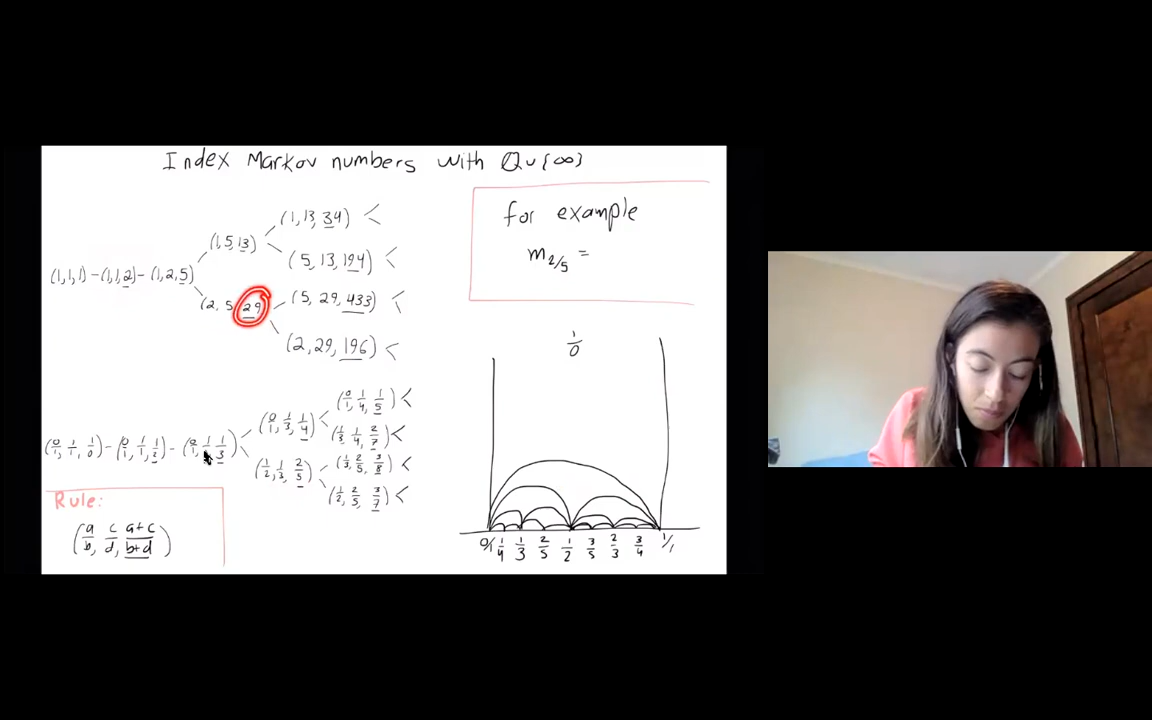 Index Markov numbers with Q∪{∞}
(1,1,1) – (1,1,2) – (1,2,5)
(1,5,13)
(2, 5 29)
(1,13,34) <
(5, 13, 194) <
(5, 29, 433) <
(2, 29, 196) <
for example
m2/5 =
(0/1, 1/1, 1/0) – (0/1, 1/1, 1/2) – (0/1, 1/2, 1/3)
(0/1, 1/3, 1/4)
(1/2, 1/3, 2/5)
(0/1, 1/4, 1/5) <
(1/3, 1/4, 2/7) <
(1/3, 2/5, 3/8) <
(1/2, 2/5, 3/7) <
Rule:
(a/b, c/d, a+c/b+d)
1/0
0/1 1/4 1/3 2/5 1/2 3/5 2/3 3/4 1/1